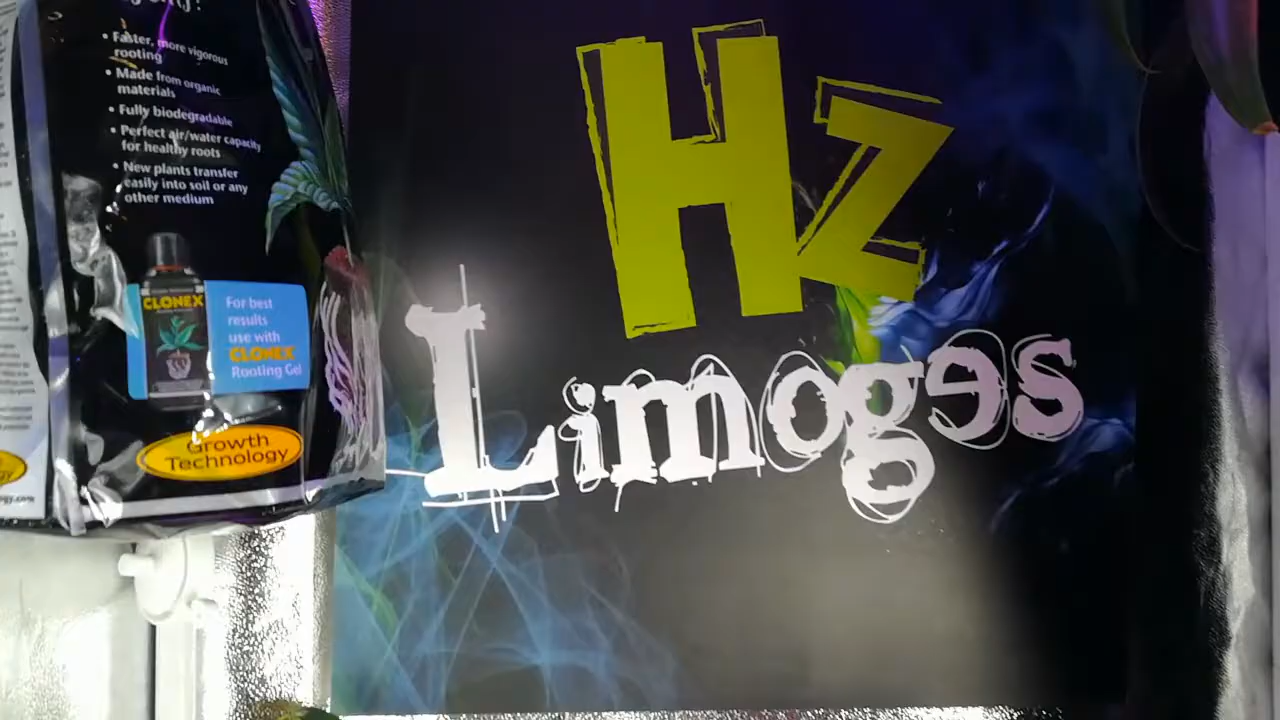 • Faster, more vigorous
rooting
• Made from organic
materials
• Fully biodegradable
• Perfect air/water capacity
for healthy roots
• New plants transfer
easily into soil or any
other medium
CLONEX
For best
results
use with
CLONEX
Rooting Gel
Growth
Technology
Hz
Limoges